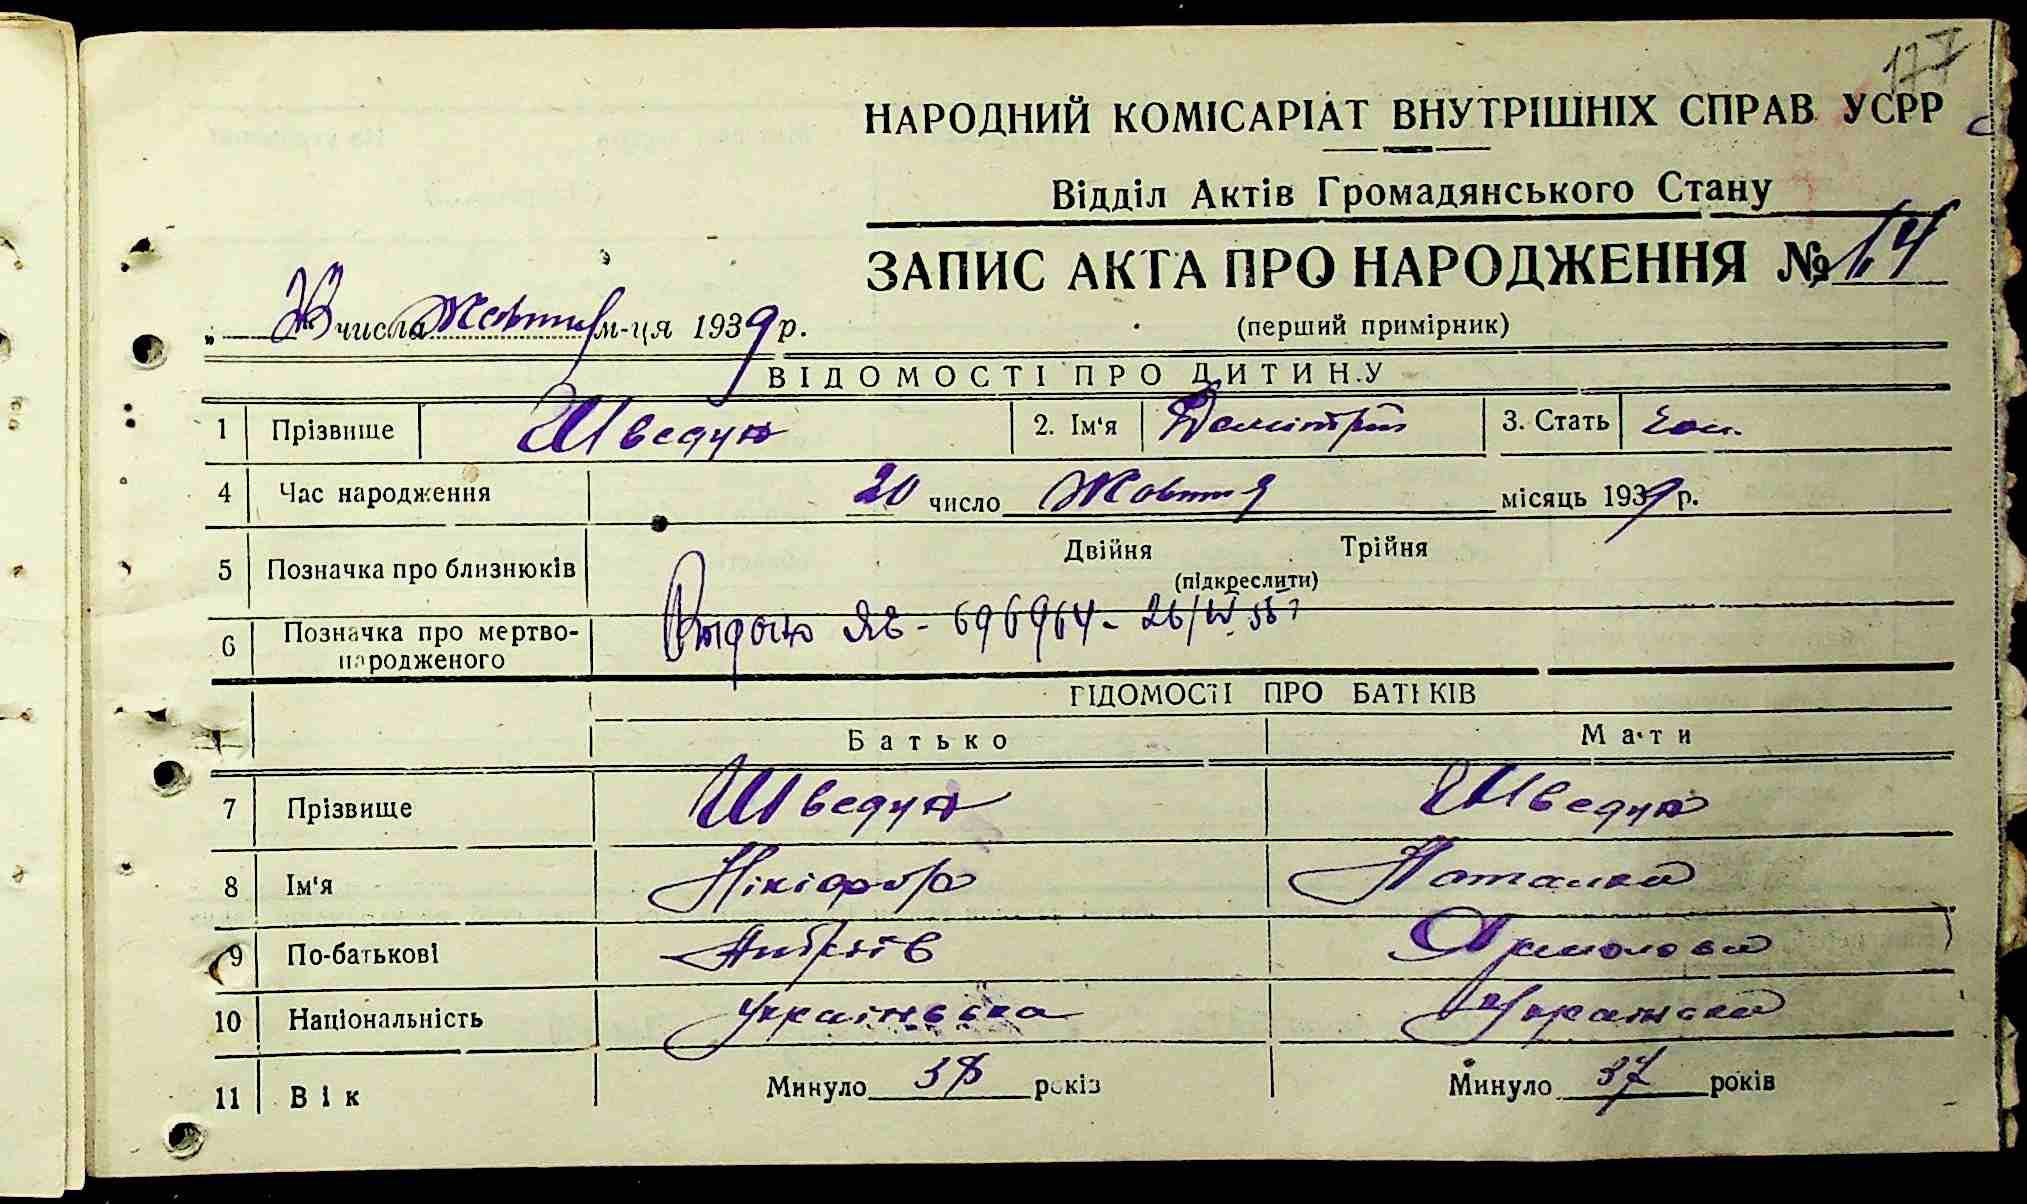 177
НАРОДНИЙ КОМІСАРІАТ ВНУТРІШНІХ СПРАВ УСРР
Відділ Актів Громадянського Стану
ЗАПИС АКТА ПРО НАРОДЖЕННЯ № 14
(перший примірник)
числа Жовтня м-ця 1939 р.
ВІДОМОСТІ ПРО ДИТИНУ
1 Прізвище Шведун 2. Ім'я 3. Стать чол.
4 Час народження 20 число Жовтня місяць 1939 р.
5 Позначка про близнюків Двійня Трійня
(підкреслити)
6 Позначка про мертво-
народженого
696964 - 26/
ВІДОМОСТІ ПРО БАТЬКІВ
Батько Мати
7 Прізвище Шведун Шведун
8 Ім'я Нікіфор Наталка
9 По-батькові
10 Національність Українська Українська
11 Вік Минуло 38 років Минуло 37 років